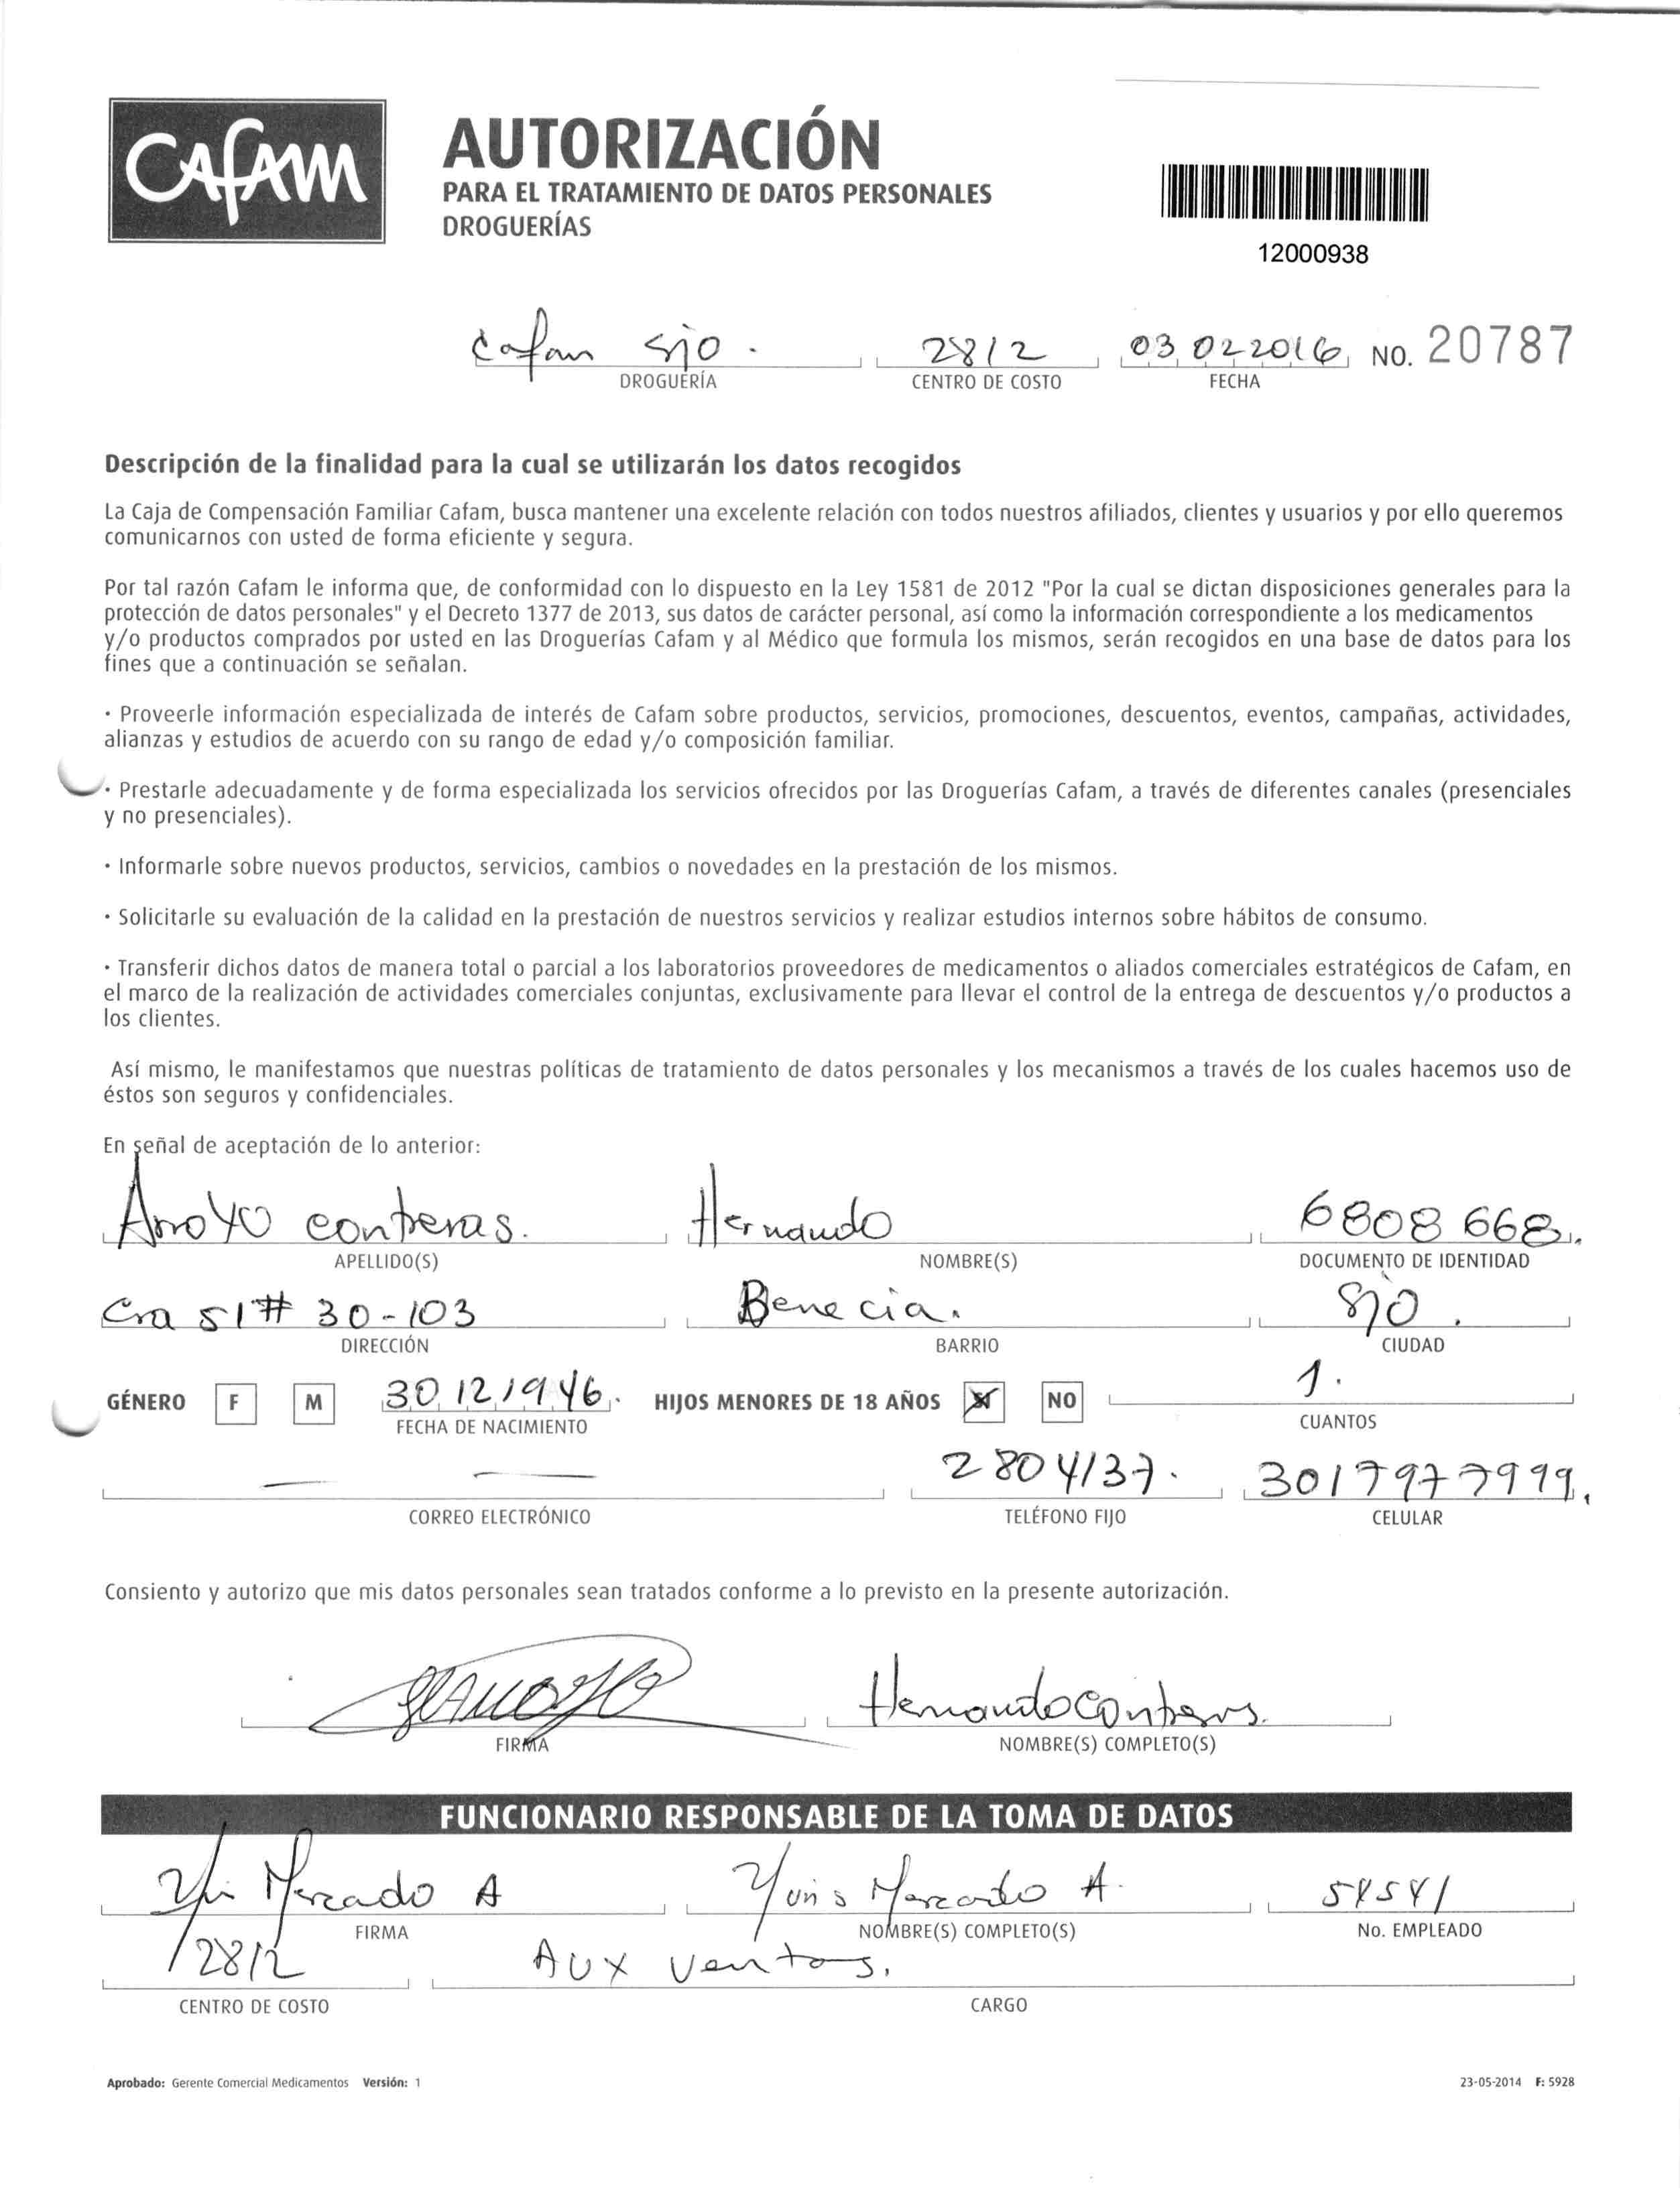 CAFAM
AUTORIZACIÓN
PARA EL TRATAMIENTO DE DATOS PERSONALES
DROGUERÍAS
12000938
Cafam Sjo. 2812 03 02 2016 NO. 20787
DROGUERÍA CENTRO DE COSTO FECHA
Descripción de la finalidad para la cual se utilizarán los datos recogidos
La Caja de Compensación Familiar Cafam, busca mantener una excelente relación con todos nuestros afiliados, clientes y usuarios y por ello queremos
comunicarnos con usted de forma eficiente y segura.
Por tal razón Cafam le informa que, de conformidad con lo dispuesto en la Ley 1581 de 2012 "Por la cual se dictan disposiciones generales para la
protección de datos personales" y el Decreto 1377 de 2013, sus datos de carácter personal, así como la información correspondiente a los medicamentos
y/o productos comprados por usted en las Droguerías Cafam y al Médico que formula los mismos, serán recogidos en una base de datos para los
fines que a continuación se señalan.
· Proveerle información especializada de interés de Cafam sobre productos, servicios, promociones, descuentos, eventos, campañas, actividades,
alianzas y estudios de acuerdo con su rango de edad y/o composición familiar.
· Prestarle adecuadamente y de forma especializada los servicios ofrecidos por las Droguerías Cafam, a través de diferentes canales (presenciales
y no presenciales).
· Informarle sobre nuevos productos, servicios, cambios o novedades en la prestación de los mismos.
· Solicitarle su evaluación de la calidad en la prestación de nuestros servicios y realizar estudios internos sobre hábitos de consumo.
· Transferir dichos datos de manera total o parcial a los laboratorios proveedores de medicamentos o aliados comerciales estratégicos de Cafam, en
el marco de la realización de actividades comerciales conjuntas, exclusivamente para llevar el control de la entrega de descuentos y/o productos a
los clientes.
Así mismo, le manifestamos que nuestras políticas de tratamiento de datos personales y los mecanismos a través de los cuales hacemos uso de
éstos son seguros y confidenciales.
En señal de aceptación de lo anterior:
Arroyo contreras. Hernando 6808 668.
APELLIDO(S) NOMBRE(S) DOCUMENTO DE IDENTIDAD
Cra 51 # 30-103 Benecia. Sjo.
DIRECCIÓN BARRIO CIUDAD
GÉNERO F M 30 12 1946. HIJOS MENORES DE 18 AÑOS SI NO 1.
FECHA DE NACIMIENTO CUANTOS
2804137. 3017977999.
CORREO ELECTRÓNICO TELÉFONO FIJO CELULAR
Consiento y autorizo que mis datos personales sean tratados conforme a lo previsto en la presente autorización.
Hernando Contreras.
FIRMA NOMBRE(S) COMPLETO(S)
FUNCIONARIO RESPONSABLE DE LA TOMA DE DATOS
Mercado A Yuris Mercado A. 54541
FIRMA NOMBRE(S) COMPLETO(S) No. EMPLEADO
2812 AUX Ventas.
CENTRO DE COSTO CARGO
Aprobado: Gerente Comercial Medicamentos Versión: 1 23-05-2014 F: 5928